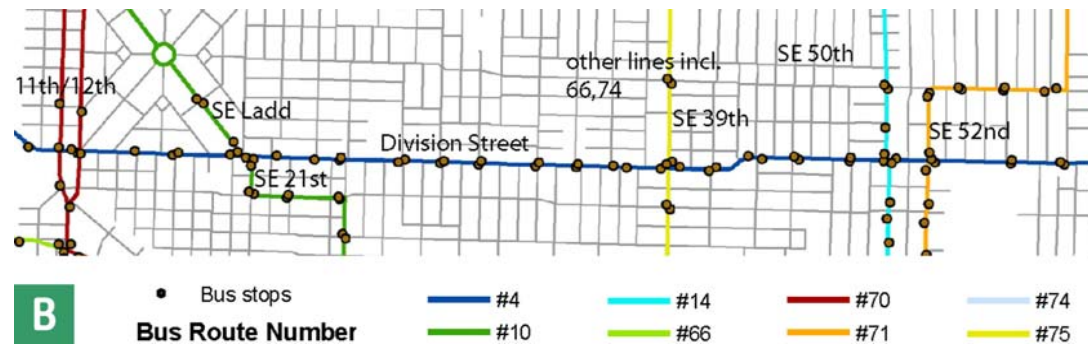 other lines incl.
66,74
SE 50th
11th/12th
SE Ladd
SE 39th
SE 52nd
Division Street
SE 21st
B
Bus stops
Bus Route Number
#4
#14
#70
#74
#10
#66
#71
#75